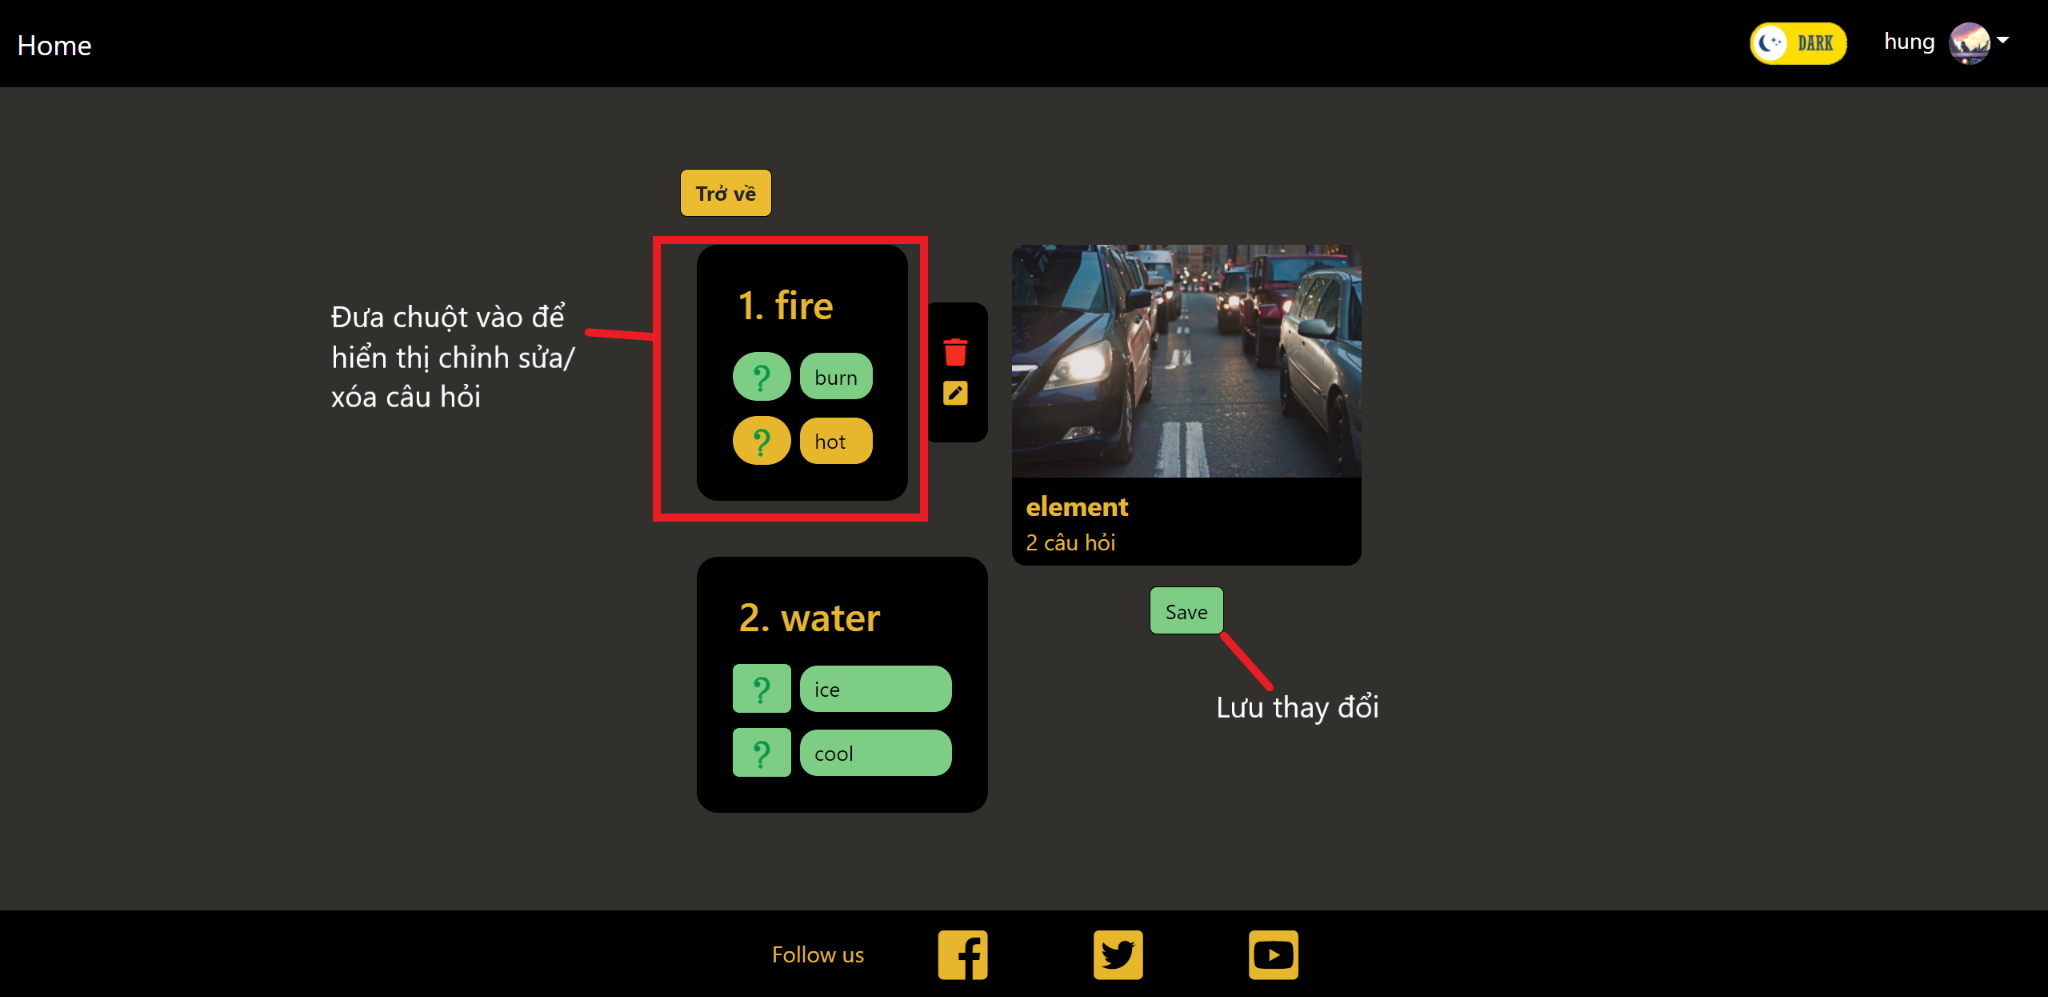 Home
DARK
hung
Trở về
1. fire
? burn
? hot
Đưa chuột vào để
hiển thị chỉnh sửa/
xóa câu hỏi
element
2 câu hỏi
Save
Lưu thay đổi
2. water
? ice
? cool
Follow us